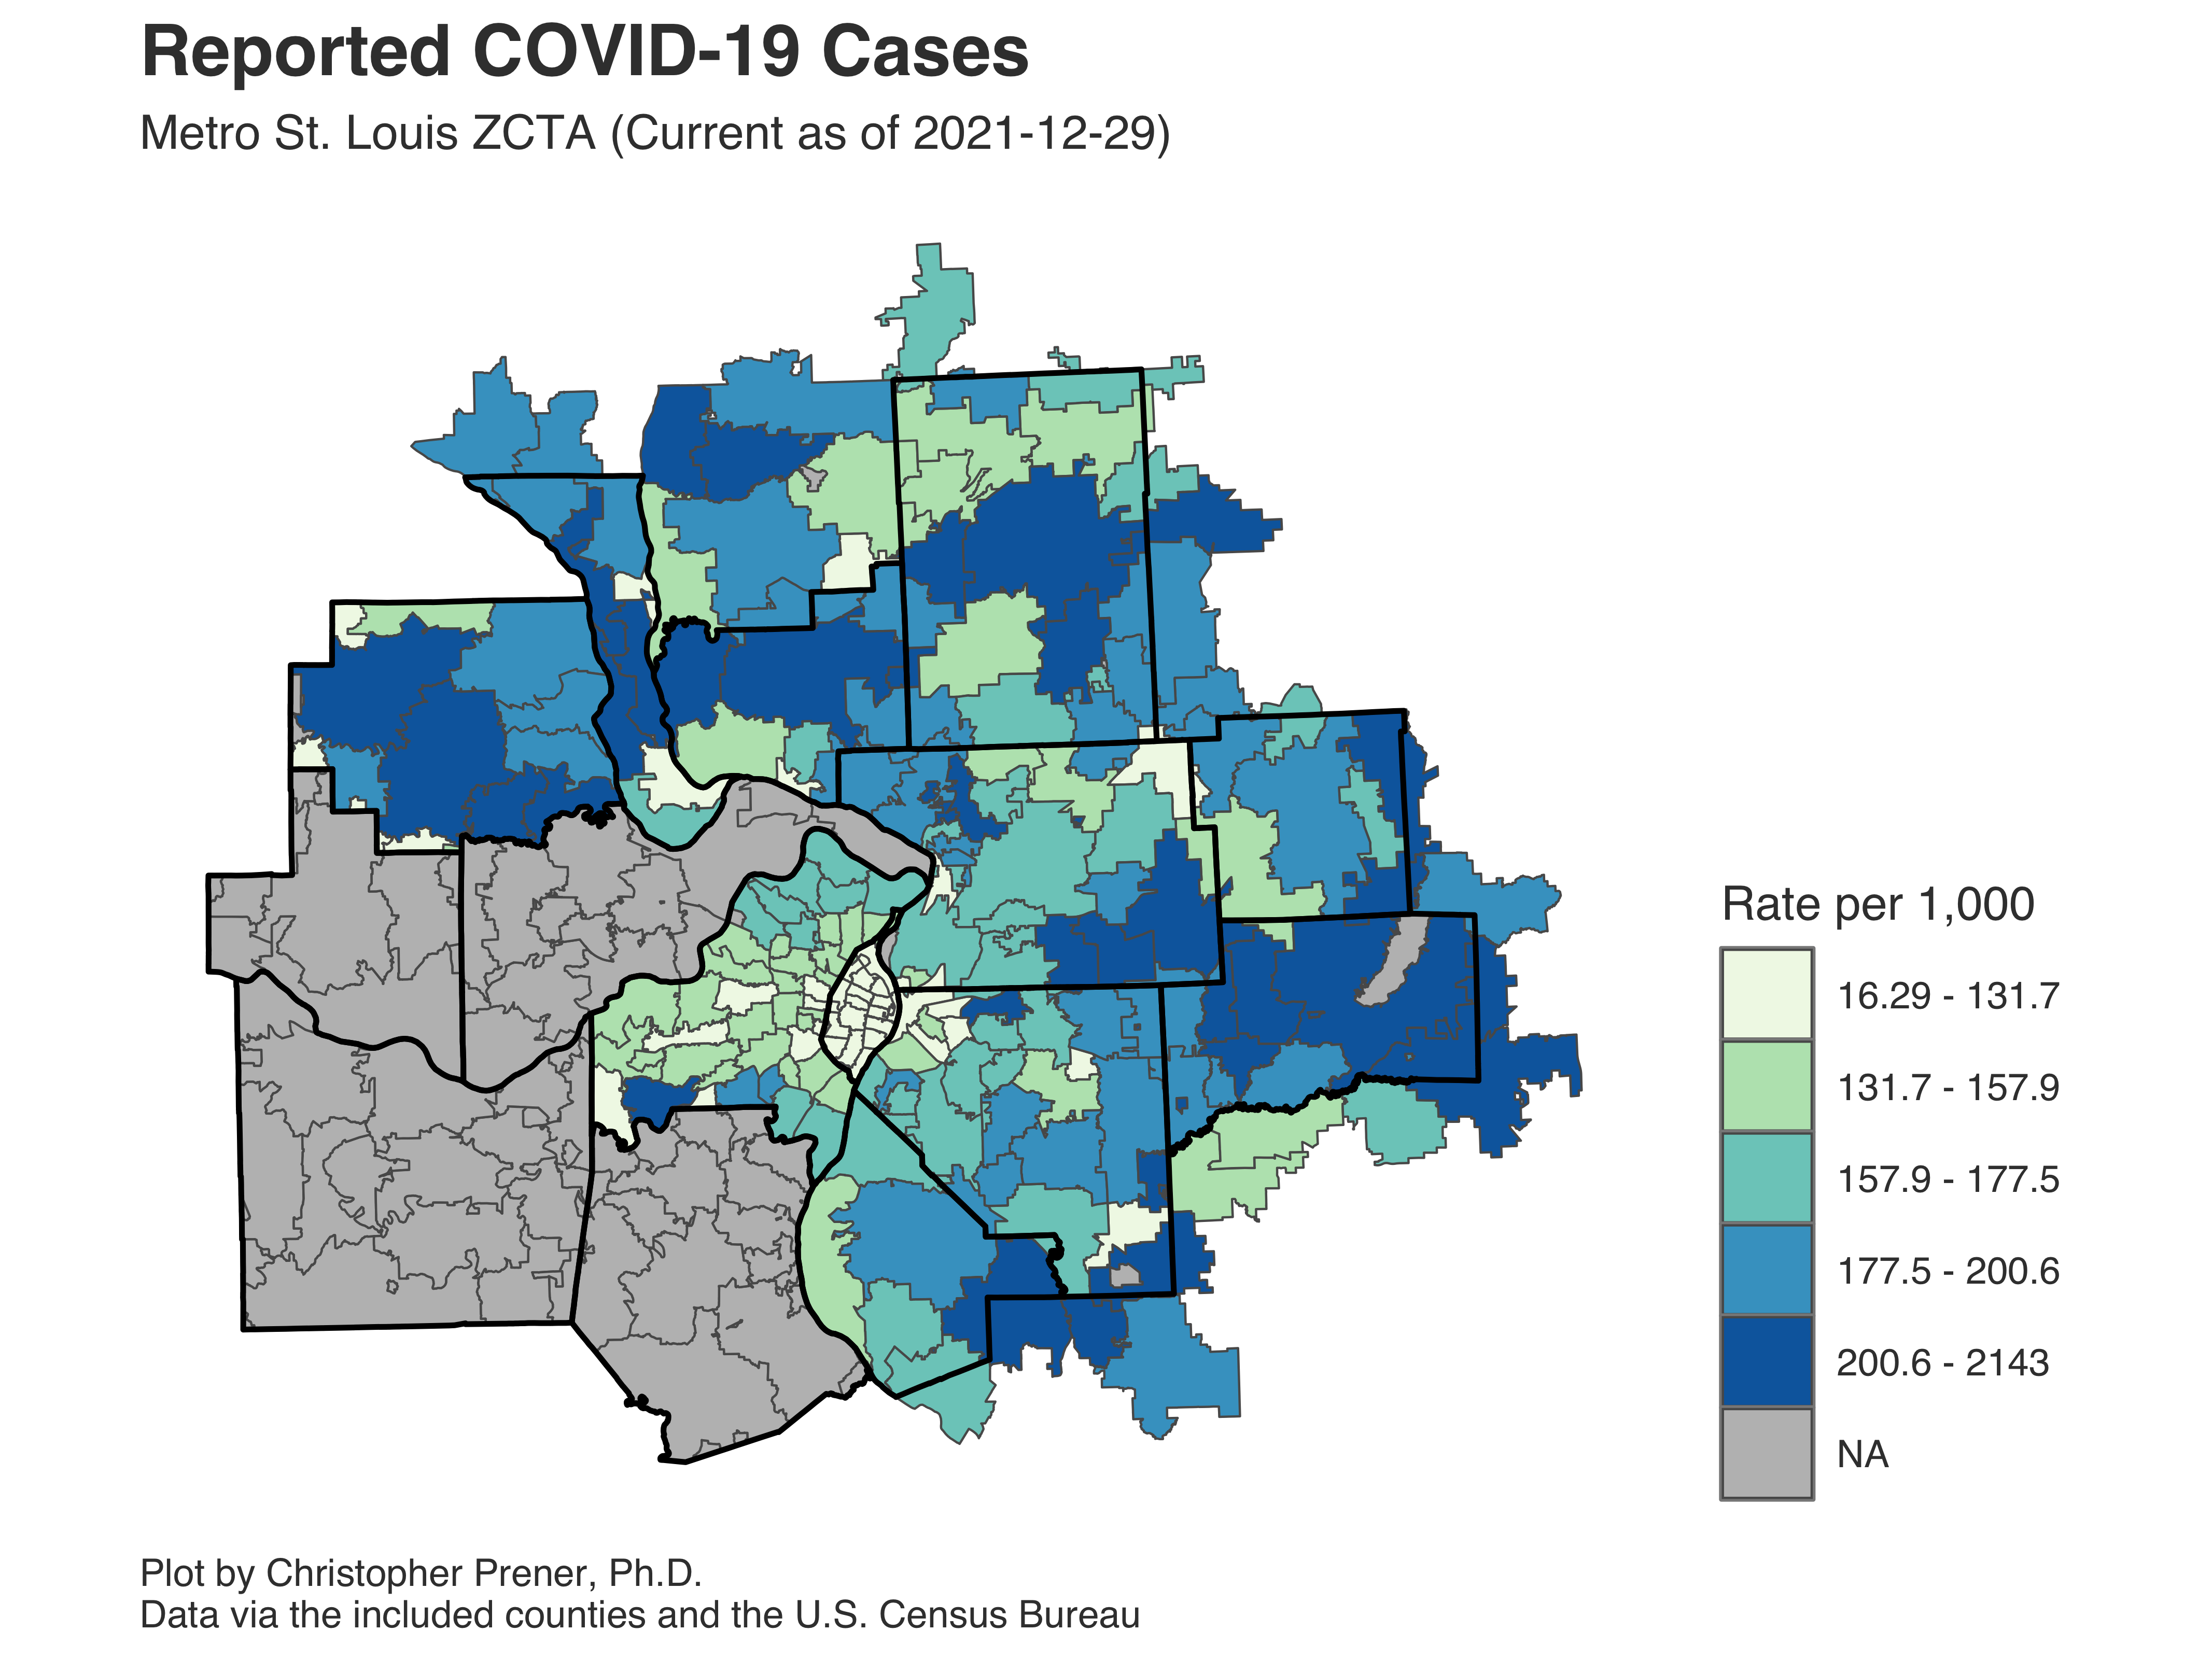 Reported COVID-19 Cases
Metro St. Louis ZCTA (Current as of 2021-12-29)
Rate per 1,000
16.29 - 131.7
131.7 - 157.9
157.9 - 177.5
177.5 - 200.6
200.6 - 2143
NA
Plot by Christopher Prener, Ph.D.
Data via the included counties and the U.S. Census Bureau